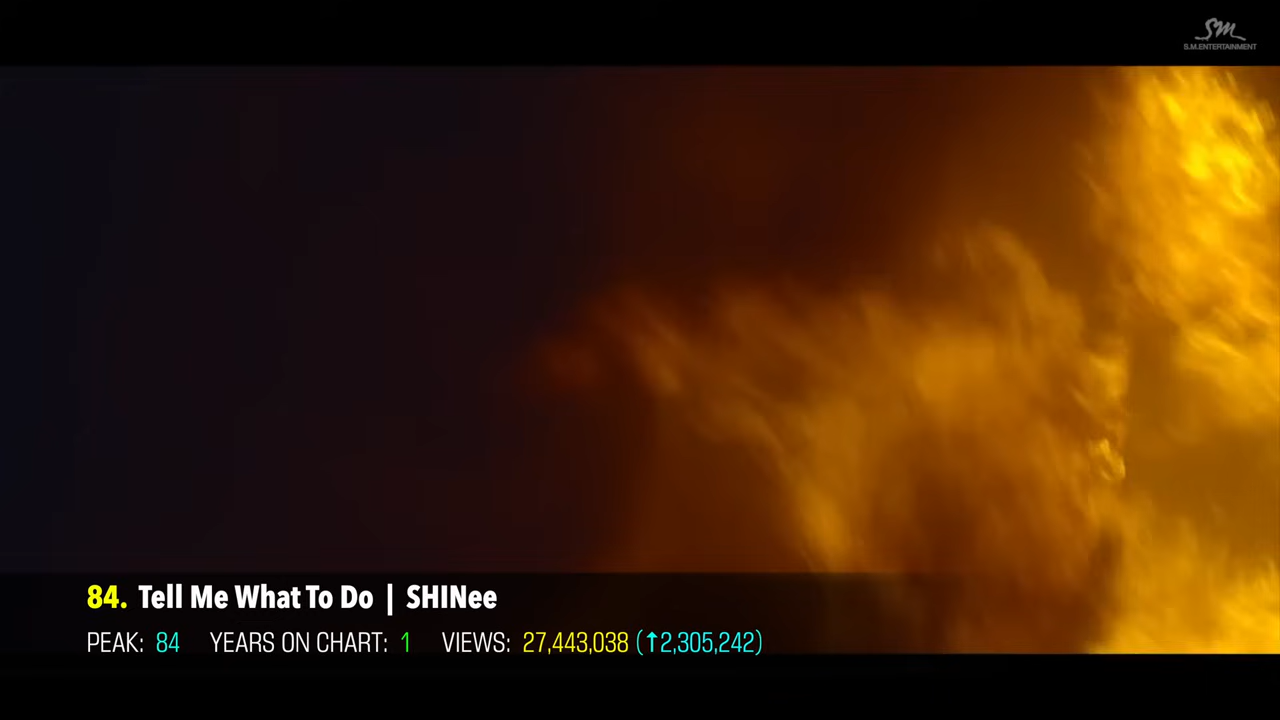 SM
S.M.ENTERTAINMENT
84. Tell Me What To Do | SHINee
PEAK: 84 YEARS ON CHART: 1 VIEWS: 27,443,038 (↑2,305,242)